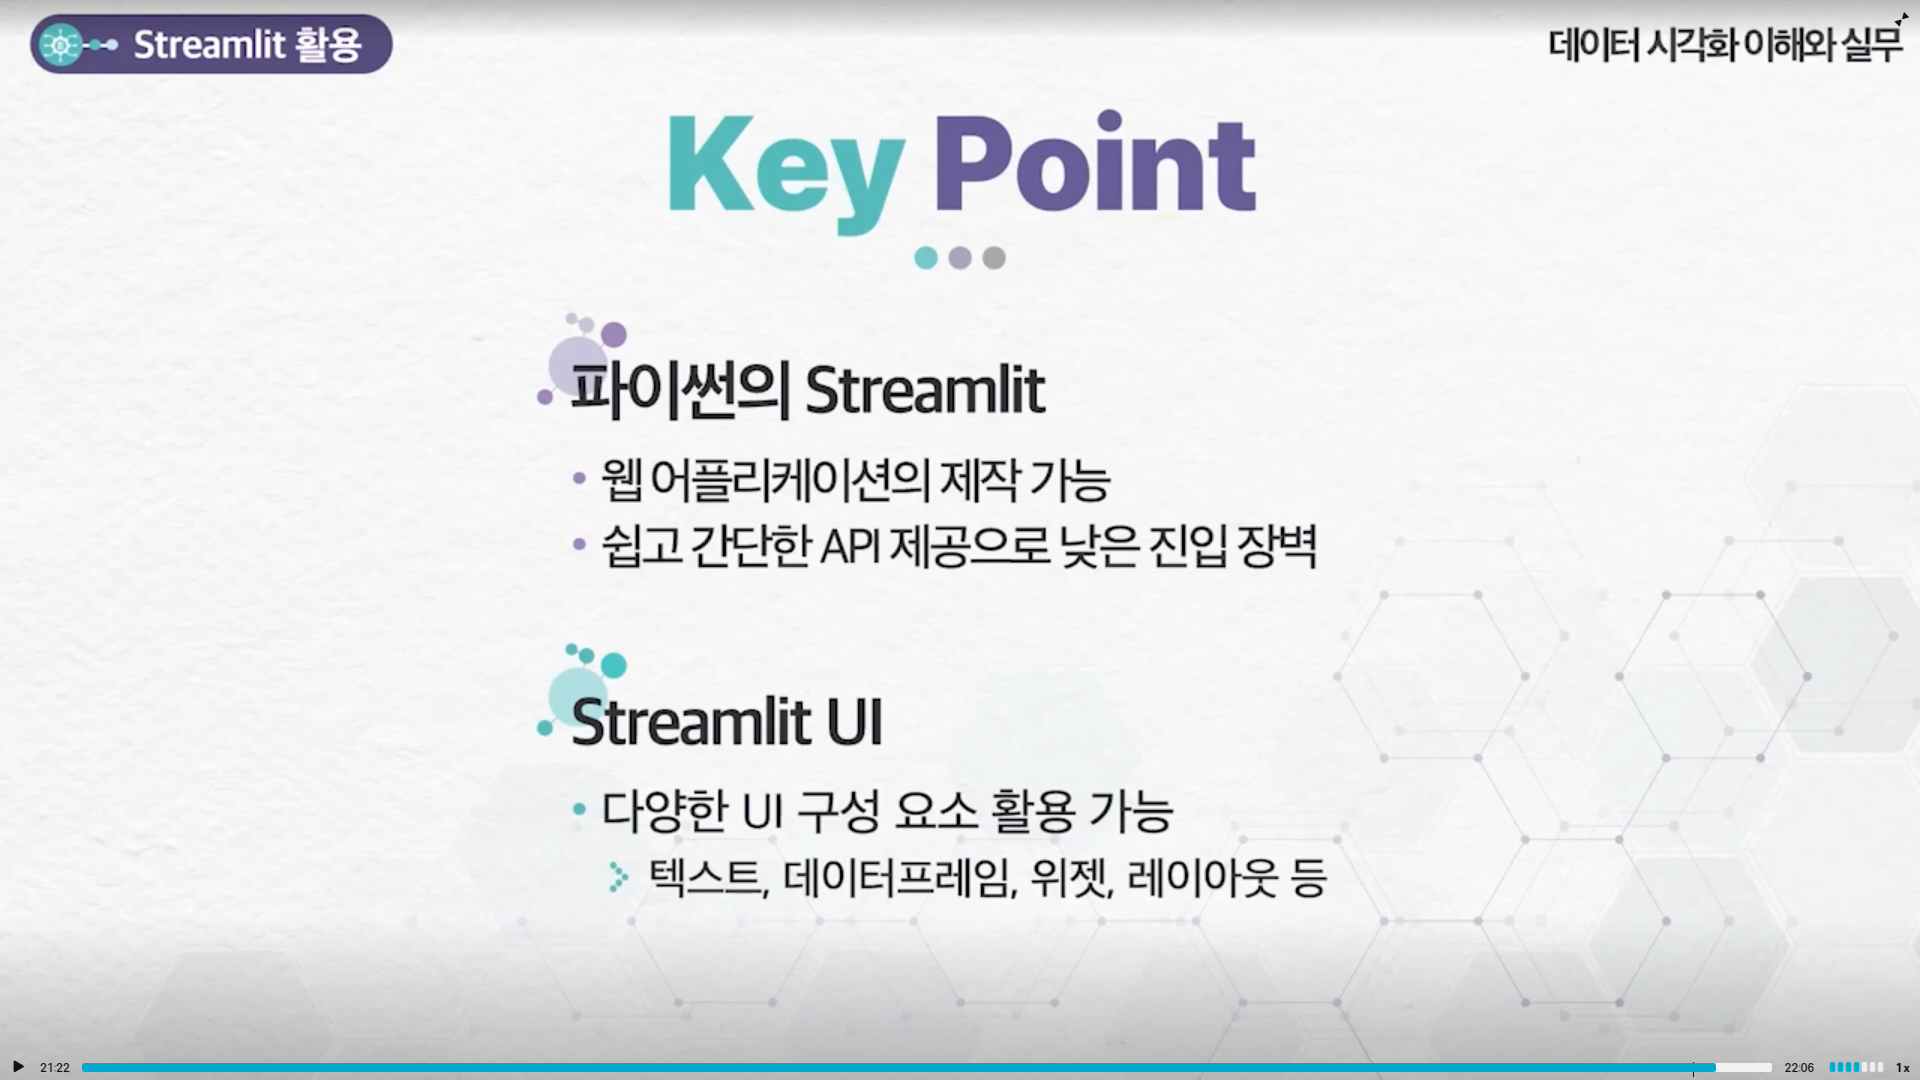 Streamlit 활용
데이터 시각화 이해와 실무
Key Point
파이썬의 Streamlit
• 웹 어플리케이션의 제작 가능
• 쉽고 간단한 API 제공으로 낮은 진입 장벽
Streamlit UI
• 다양한 UI 구성 요소 활용 가능
텍스트, 데이터프레임, 위젯, 레이아웃 등
21:22
22:06
1x